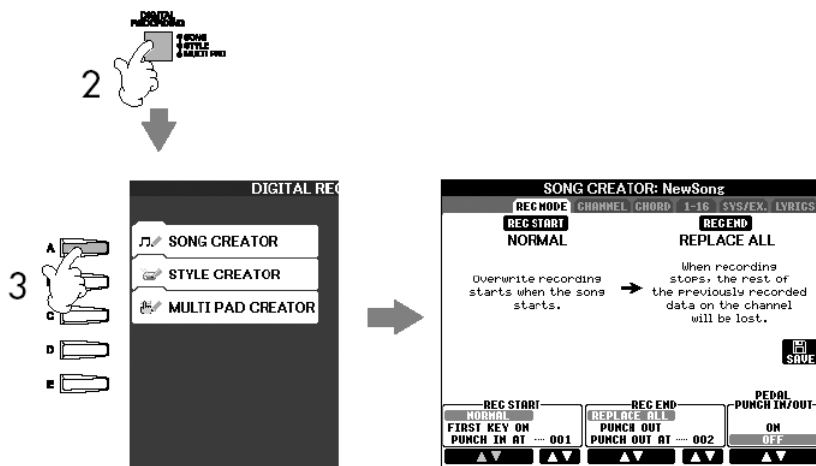 DIGITAL
RECORDING
SONG
STYLE
MULTI PAD
2
DIGITAL REC
3
A
SONG CREATOR
STYLE CREATOR
C
MULTI PAD CREATOR
D
E
SONG CREATOR: NewSong
REC MODE CHANNEL CHORD 1-16 SYS/EX. LYRICS
REC START
NORMAL
Overwrite recording
starts when the song
starts.
REC END
REPLACE ALL
When recording
stops, the rest of
the previously recorded
data on the channel
will be lost.
SAVE
REC START
NORMAL
FIRST KEY ON
PUNCH IN AT ···· 001
REC END
REPLACE ALL
PUNCH OUT
PUNCH OUT AT ···· 002
PEDAL
PUNCH IN/OUT
ON
OFF